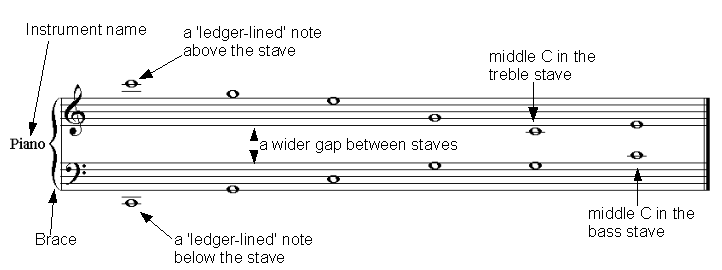 Instrument name
a 'ledger-lined' note
above the stave
middle C in the
treble stave
Piano
a wider gap between staves
Brace
a 'ledger-lined' note
below the stave
middle C in the
bass stave